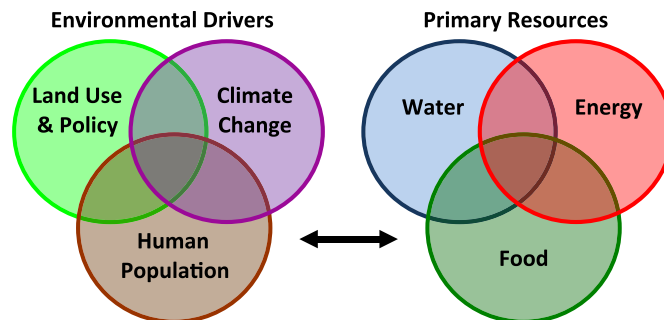 Environmental Drivers
Primary Resources
Land Use
& Policy
Climate
Change
Human
Population
Water
Energy
Food